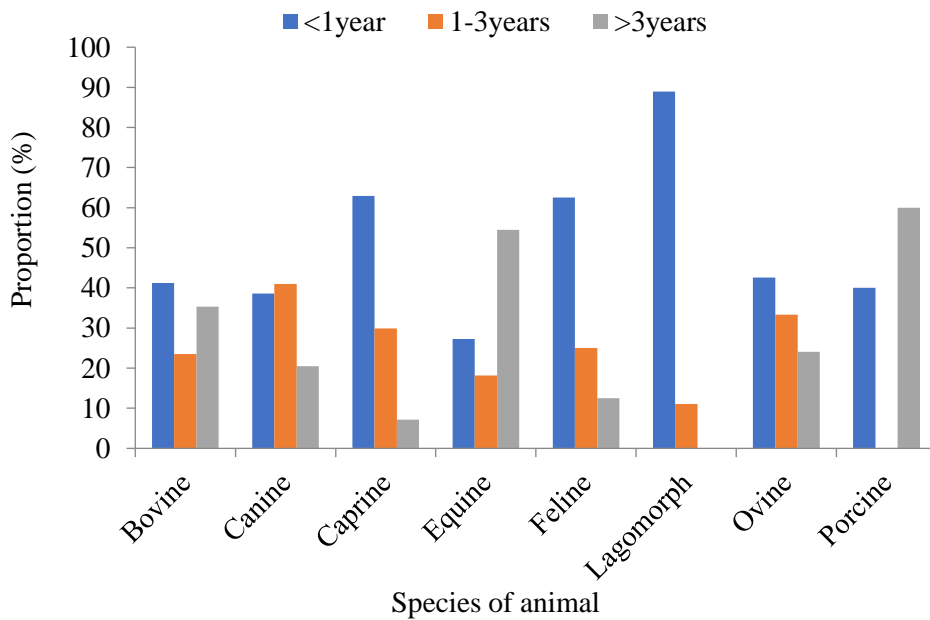 <1year 1-3years >3years
100
90
80
70
60
50
40
30
20
10
0
Proportion (%)
Bovine
Canine
Caprine
Equine
Feline
Lagomorph
Ovine
Porcine
Species of animal